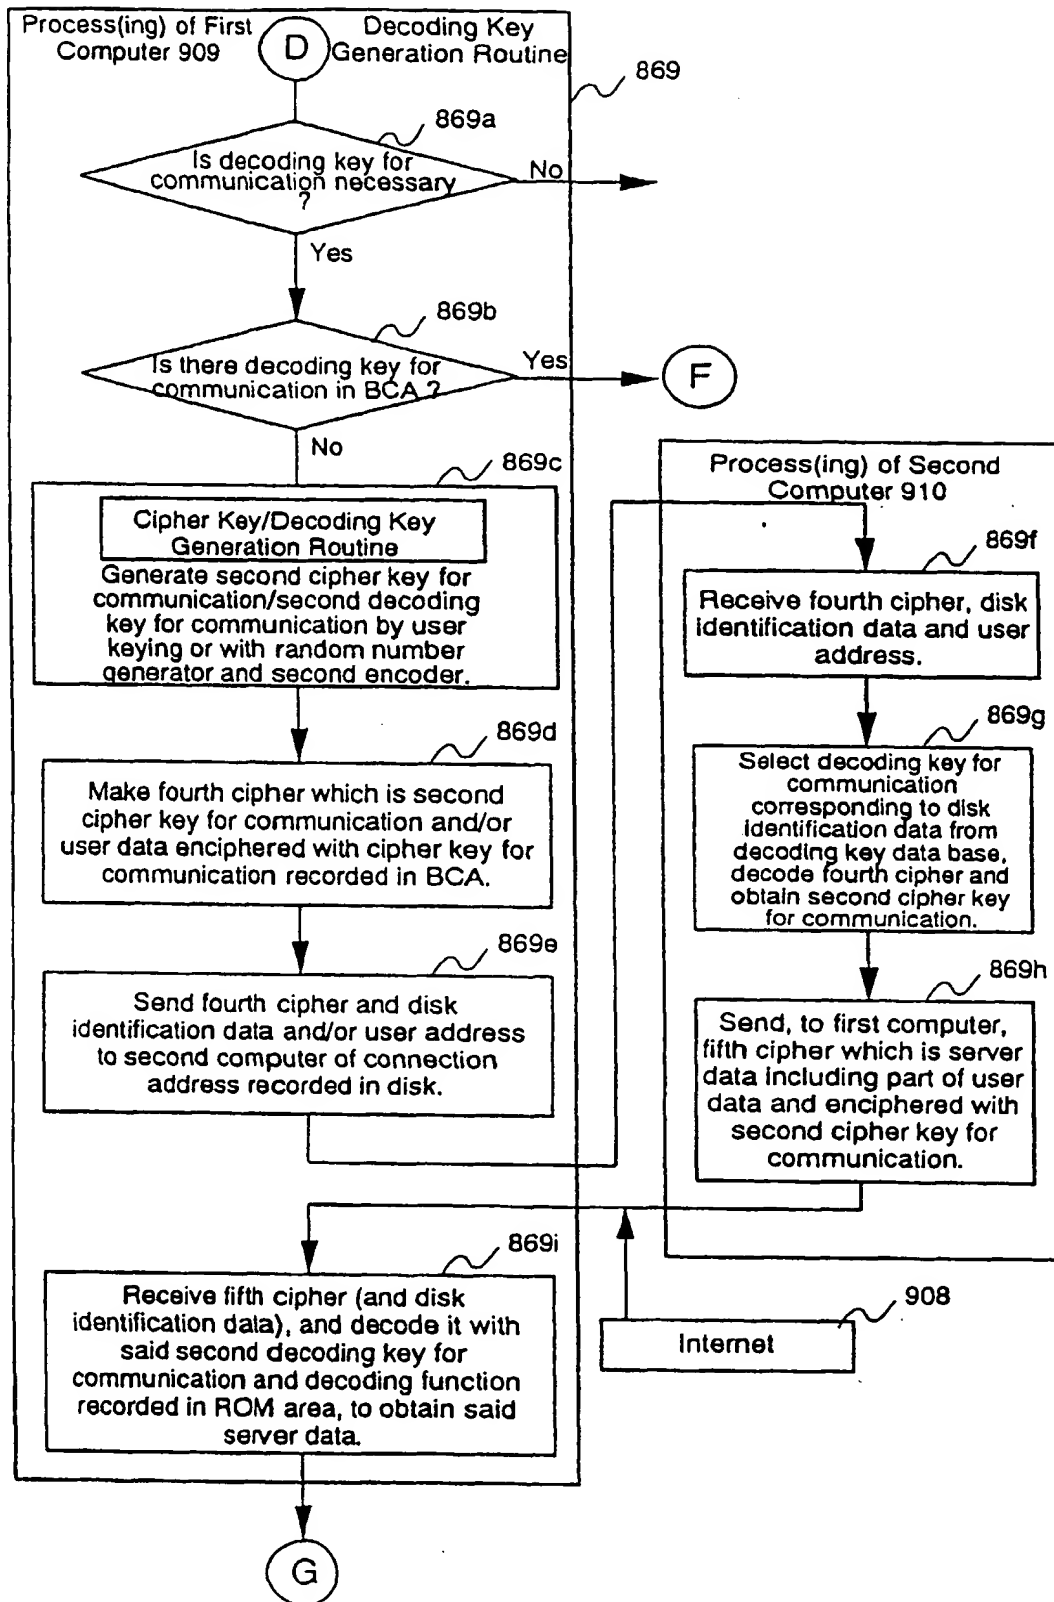 Process(ing) of First
Computer 909
D
Decoding Key
Generation Routine
869
869a
Is decoding key for
communication necessary
?
No
Yes
869b
Is there decoding key for
communication in BCA ?
Yes
F
No
869c
Cipher Key/Decoding Key
Generation Routine
Generate second cipher key for
communication/second decoding
key for communication by user
keying or with random number
generator and second encoder.
869d
Make fourth cipher which is second
cipher key for communication and/or
user data enciphered with cipher key for
communication recorded in BCA.
869e
Send fourth cipher and disk
identification data and/or user address
to second computer of connection
address recorded in disk.
Process(ing) of Second
Computer 910
869f
Receive fourth cipher, disk
identification data and user
address.
869g
Select decoding key for
communication
corresponding to disk
identification data from
decoding key data base,
decode fourth cipher and
obtain second cipher key
for communication.
869h
Send, to first computer,
fifth cipher which is server
data including part of user
data and enciphered with
second cipher key for
communication.
908
Internet
869i
Receive fifth cipher (and disk
identification data), and decode it with
said second decoding key for
communication and decoding function
recorded in ROM area, to obtain said
server data.
G